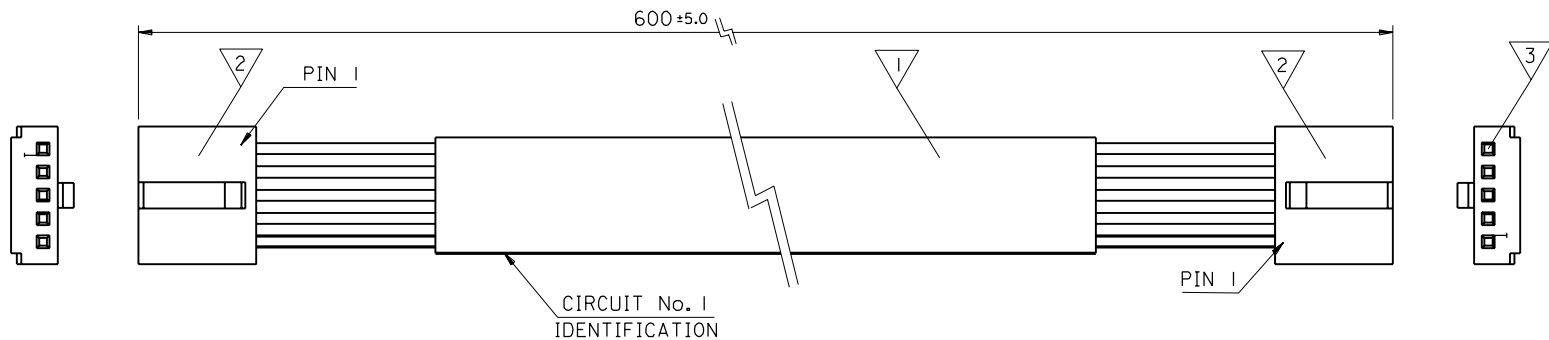 600 ±5.0
2
PIN 1
1
2
3
PIN 1
CIRCUIT No. 1
IDENTIFICATION